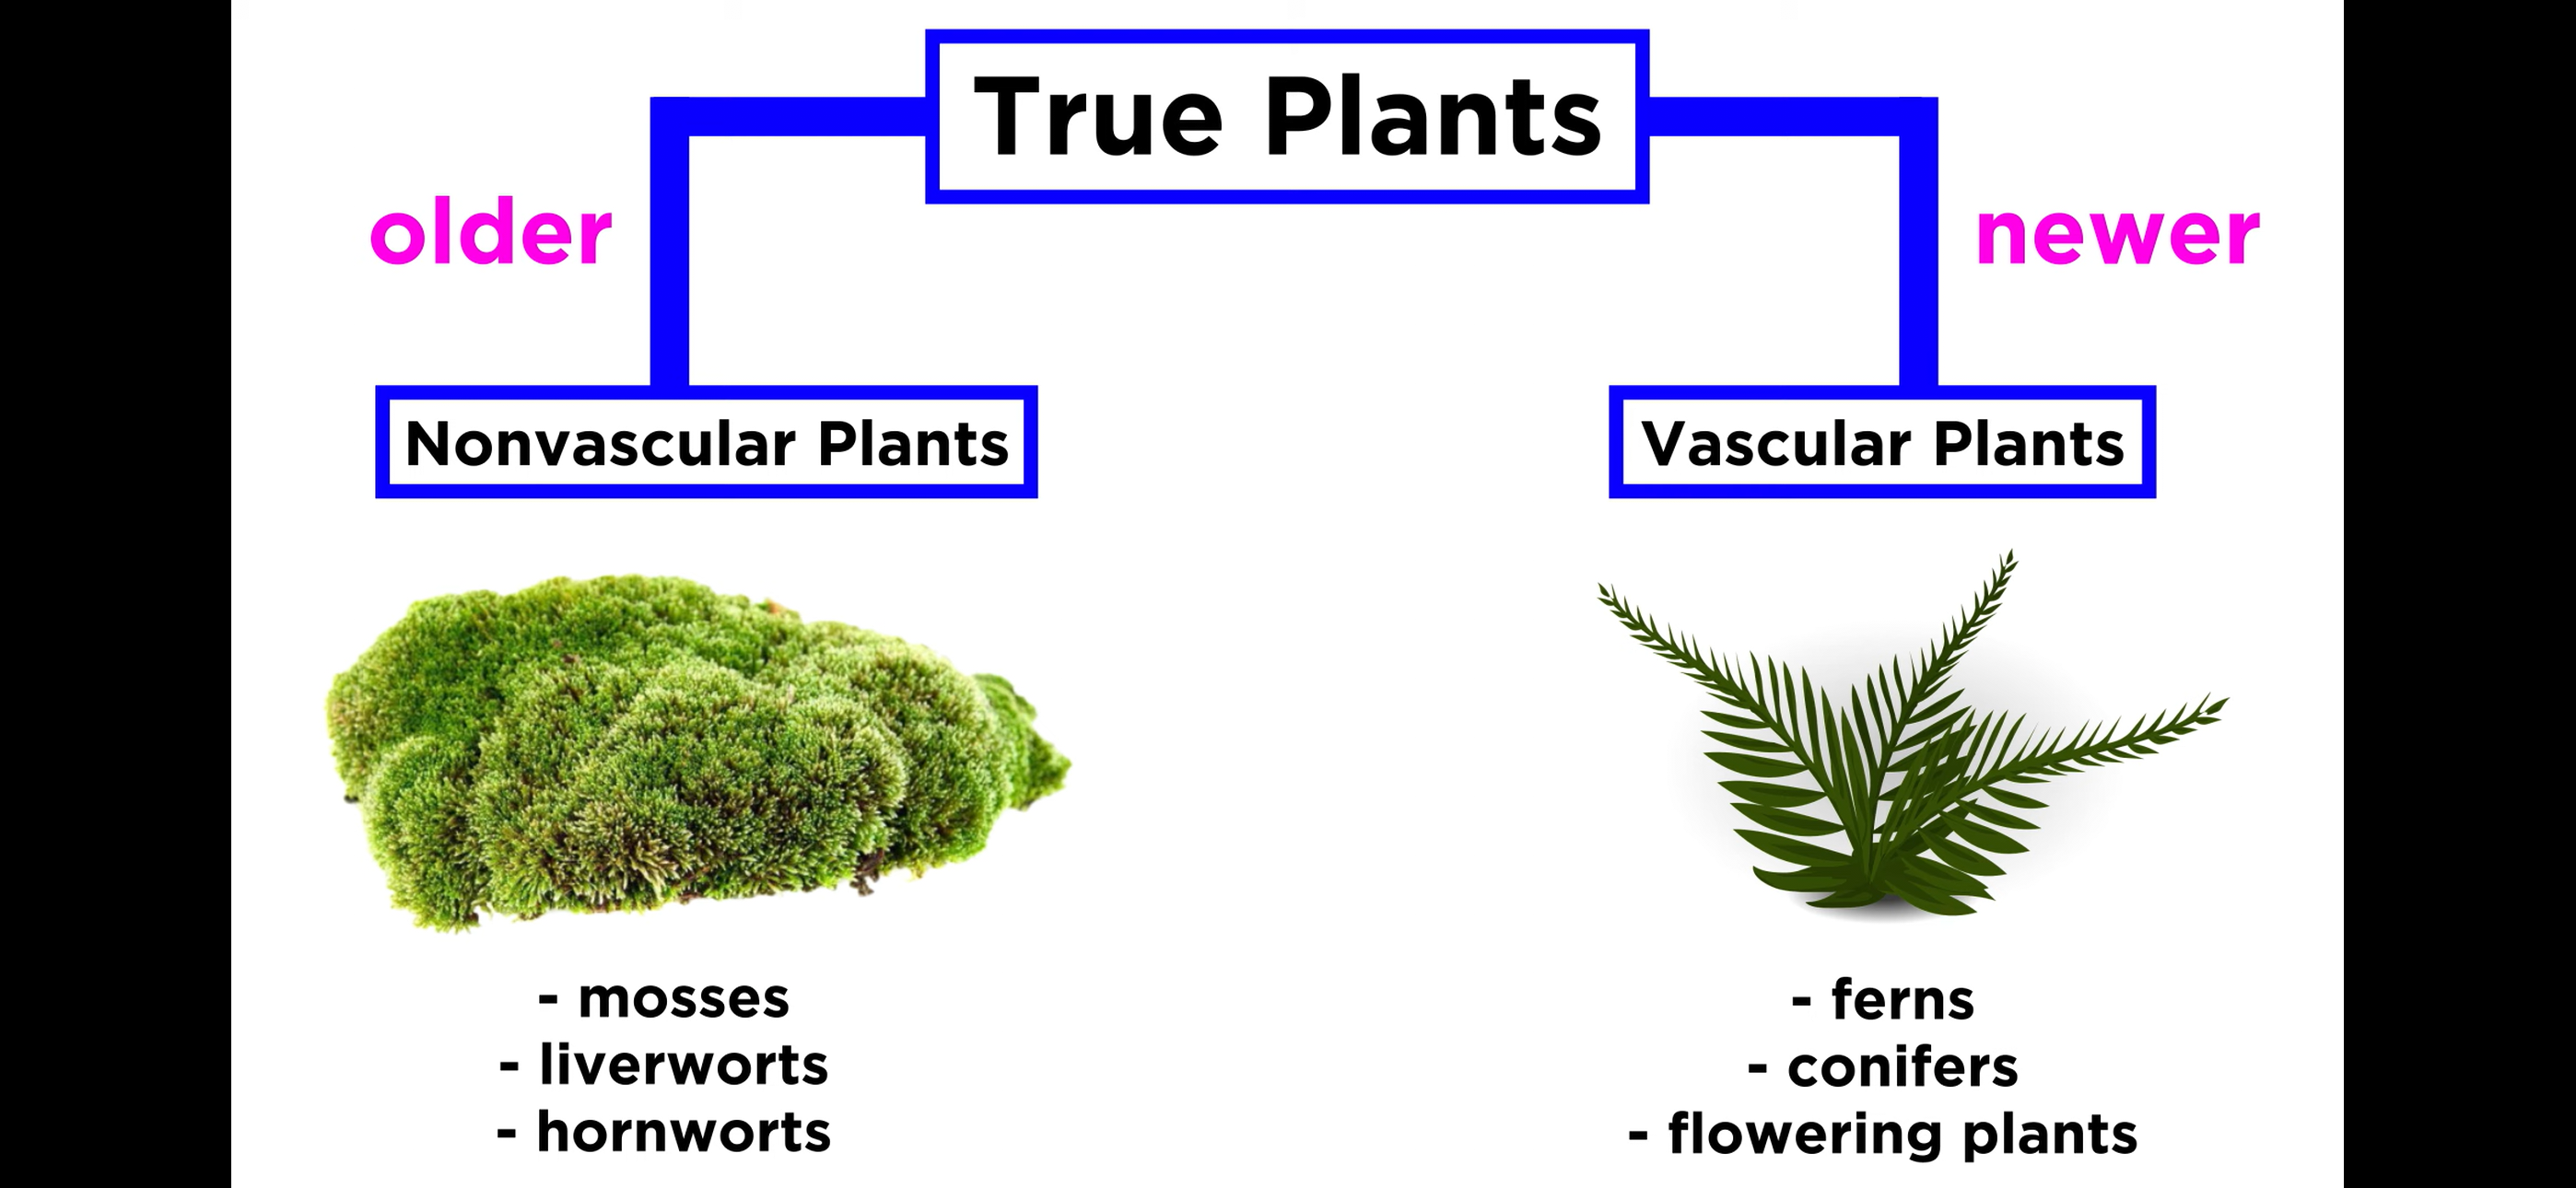 True Plants
older
newer
Nonvascular Plants
Vascular Plants
- mosses
- liverworts
- hornworts
- ferns
- conifers
- flowering plants